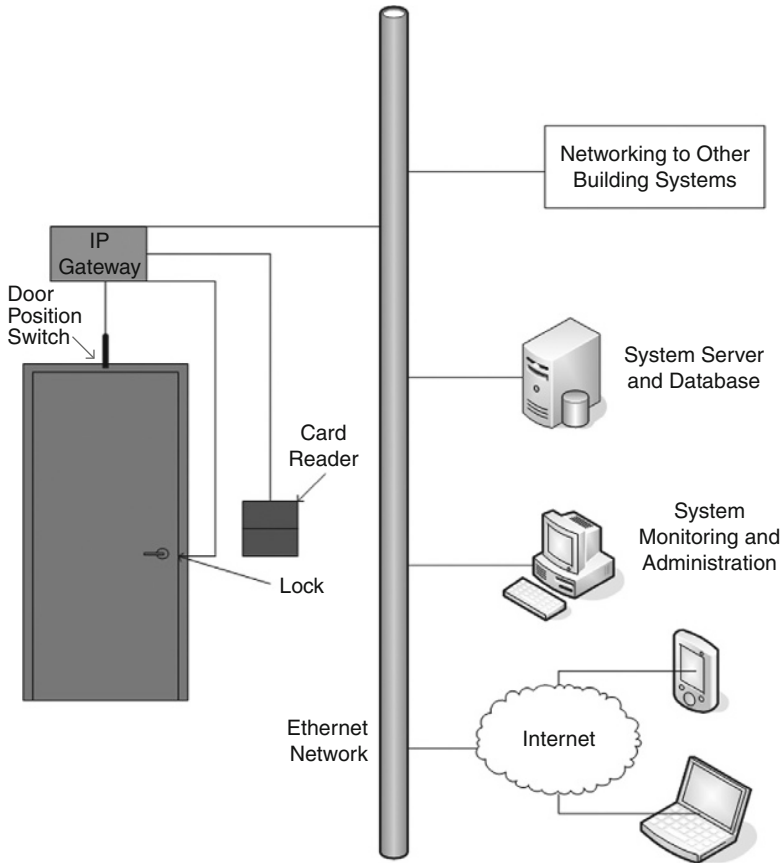 Networking to Other
Building Systems
IP
Gateway
Door
Position
Switch
System Server
and Database
Card
Reader
System
Monitoring and
Administration
Lock
Ethernet
Network
Internet